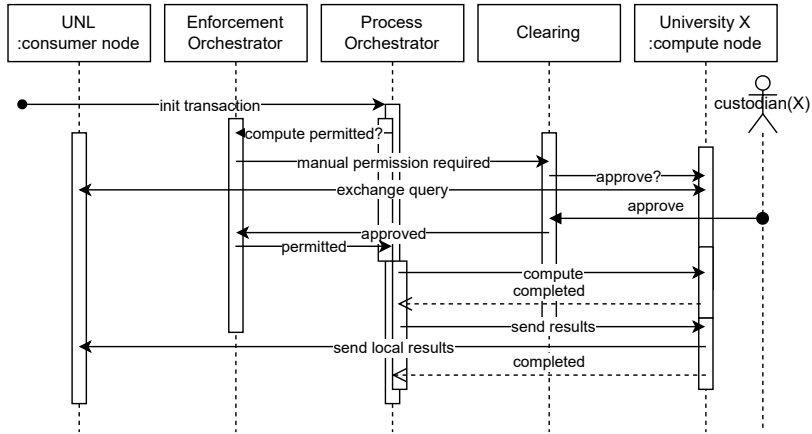 UNL
:consumer node
Enforcement
Orchestrator
Process
Orchestrator
Clearing
University X
:compute node
custodian(X)
init transaction
compute permitted?
manual permission required
approve?
exchange query
approve
approved
permitted
compute
completed
send results
send local results
completed